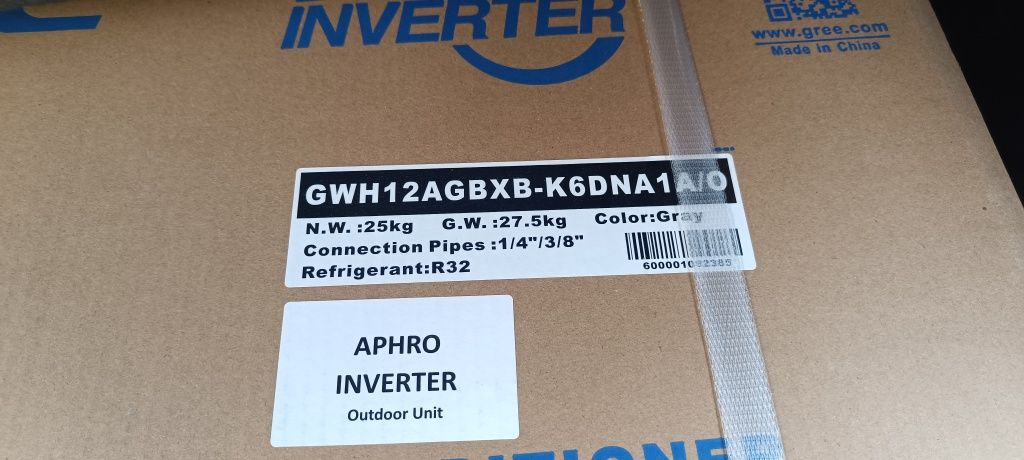 INVERTER
www.gree.com
Made in China
GWH12AGBXB-K6DNA1A/O
N.W. :25kg G.W. :27.5kg Color:Gray
Connection Pipes :1/4"/3/8"
Refrigerant:R32
APHRO
INVERTER
Outdoor Unit